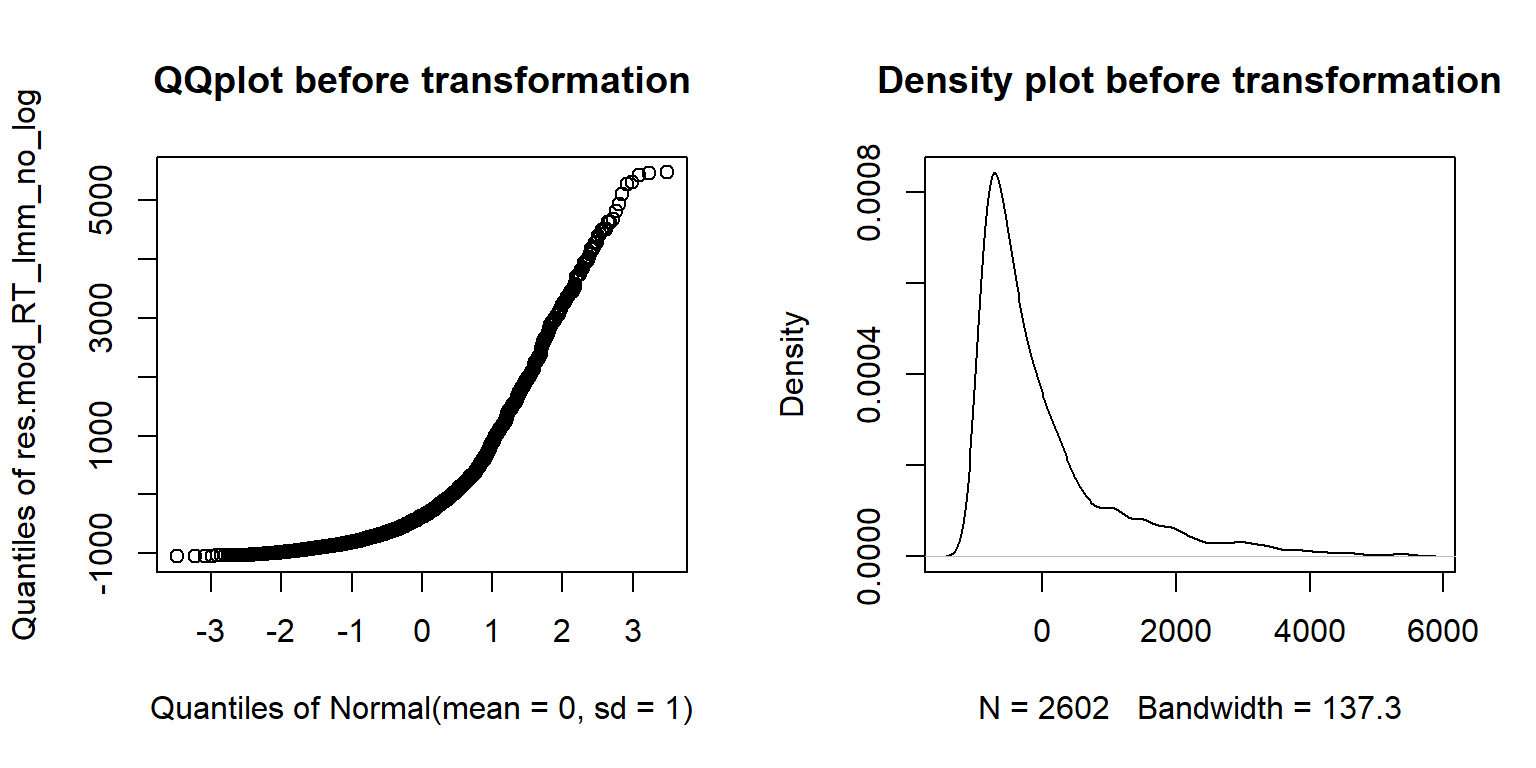 QQplot before transformation
Quantiles of res.mod_RT_lmm_no_log
5000
3000
1000
-1000
-3 -2 -1 0 1 2 3
Quantiles of Normal(mean = 0, sd = 1)
Density plot before transformation
Density
0.0008
0.0004
0.0000
0 2000 4000 6000
N = 2602 Bandwidth = 137.3